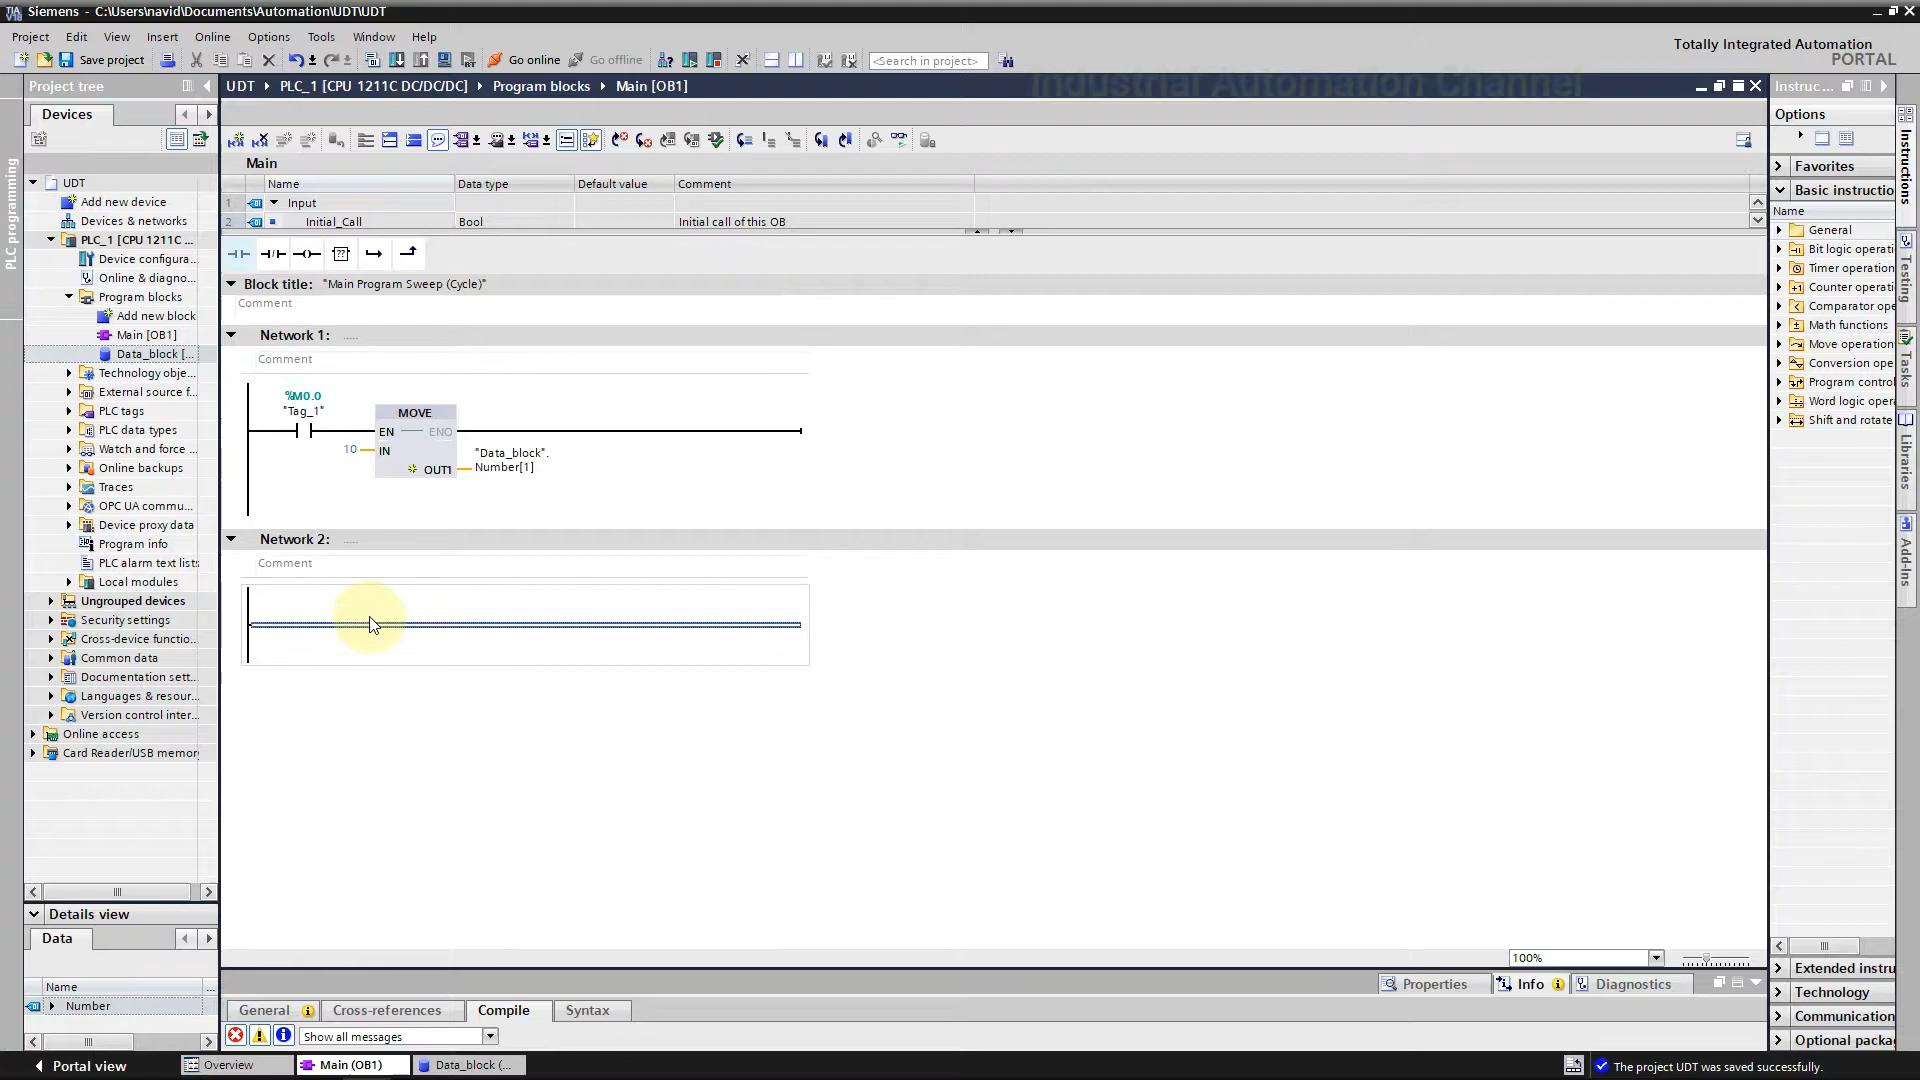 Siemens - C:\Users\navid\Documents\Automation\UDT\UDT
Project Edit View Insert Online Options Tools Window Help
Totally Integrated Automation
PORTAL
Save project
Go online
Go offline
<Search in project>
Project tree
UDT PLC_1 [CPU 1211C DC/DC/DC] Program blocks Main [OB1]
Industrial Automation Channel
Instruc...
Devices
Options
Main
Name Data type Default value Comment
1 Input
2 Initial_Call Bool Initial call of this OB
UDT
Add new device
Devices & networks
PLC_1 [CPU 1211C ...
Device configura...
Online & diagno...
Program blocks
Add new block
Main [OB1]
Data_block [...
Technology obje...
External source f...
PLC tags
PLC data types
Watch and force ...
Online backups
Traces
OPC UA commu...
Device proxy data
Program info
PLC alarm text lists
Local modules
Ungrouped devices
Security settings
Cross-device functio...
Common data
Documentation sett...
Languages & resour...
Version control inter...
Online access
Card Reader/USB memor
PLC programming
??
Block title: "Main Program Sweep (Cycle)"
Comment
Network 1: .....
Comment
%M0.0
"Tag_1"
MOVE
EN ENO
10 IN
OUT1
"Data_block".
Number[1]
Network 2: .....
Comment
Favorites
Basic instructio
Name
General
Bit logic operati
Timer operation
Counter operati
Comparator ope
Math functions
Move operation
Conversion ope
Program control
Word logic oper
Shift and rotate
Extended instru
Technology
Communication
Optional packag
Instructions
Testing
Tasks
Libraries
Add-Ins
Details view
Data
Name ...
Number
100%
Properties
Info
Diagnostics
General
Cross-references
Compile
Syntax
Show all messages
Portal view
Overview
Main (OB1)
Data_block (...
The project UDT was saved successfully.